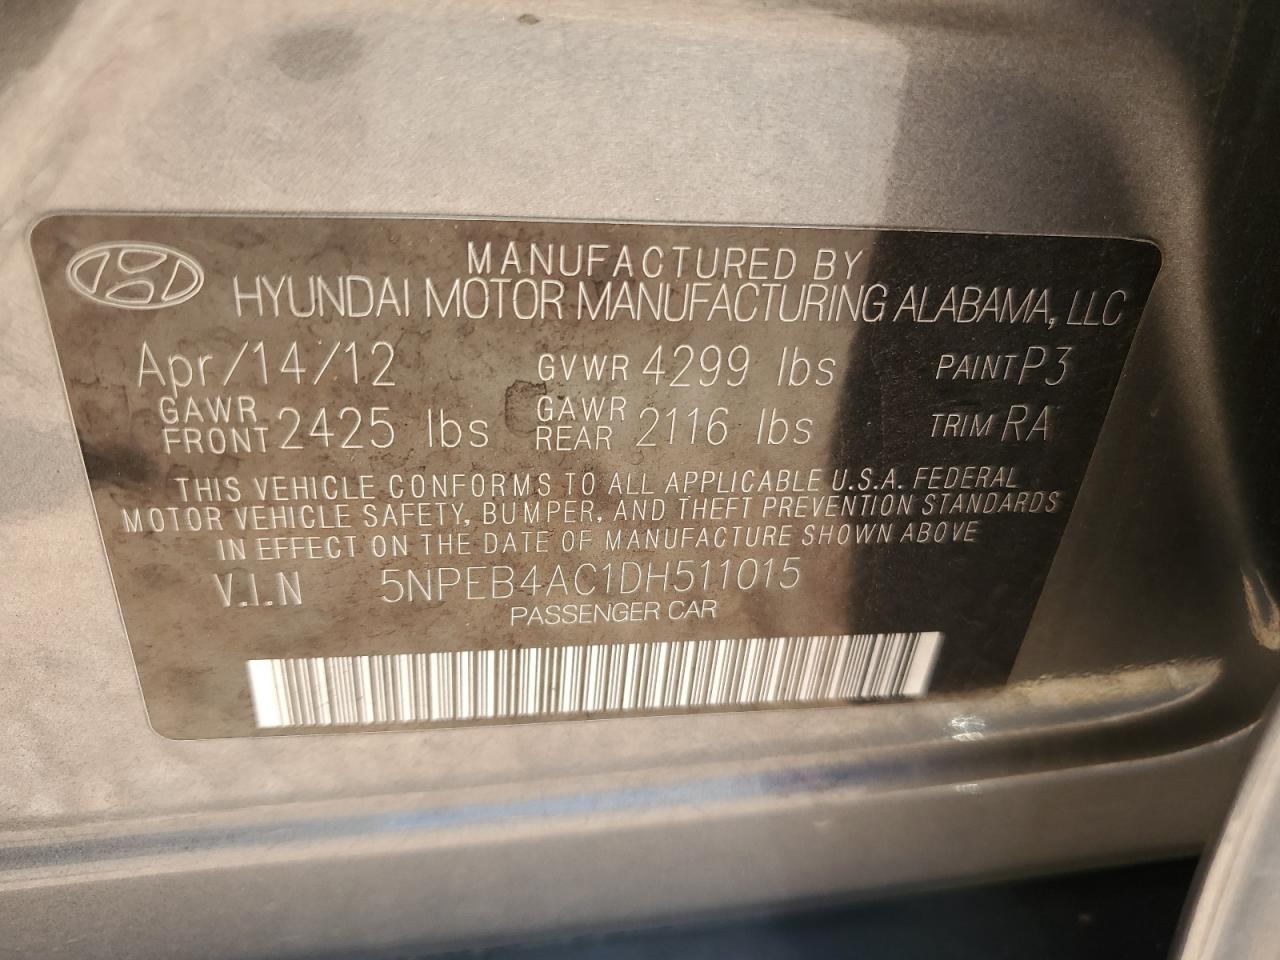 MANUFACTURED BY
HYUNDAI MOTOR MANUFACTURING ALABAMA, LLC
Apr/14/12 GVWR 4299 lbs PAINT P3
GAWR FRONT 2425 lbs GAWR REAR 2116 lbs TRIM RA
THIS VEHICLE CONFORMS TO ALL APPLICABLE U.S.A. FEDERAL
MOTOR VEHICLE SAFETY, BUMPER, AND THEFT PREVENTION STANDARDS
IN EFFECT ON THE DATE OF MANUFACTURE SHOWN ABOVE
V.I.N 5NPEB4AC1DH511015
PASSENGER CAR